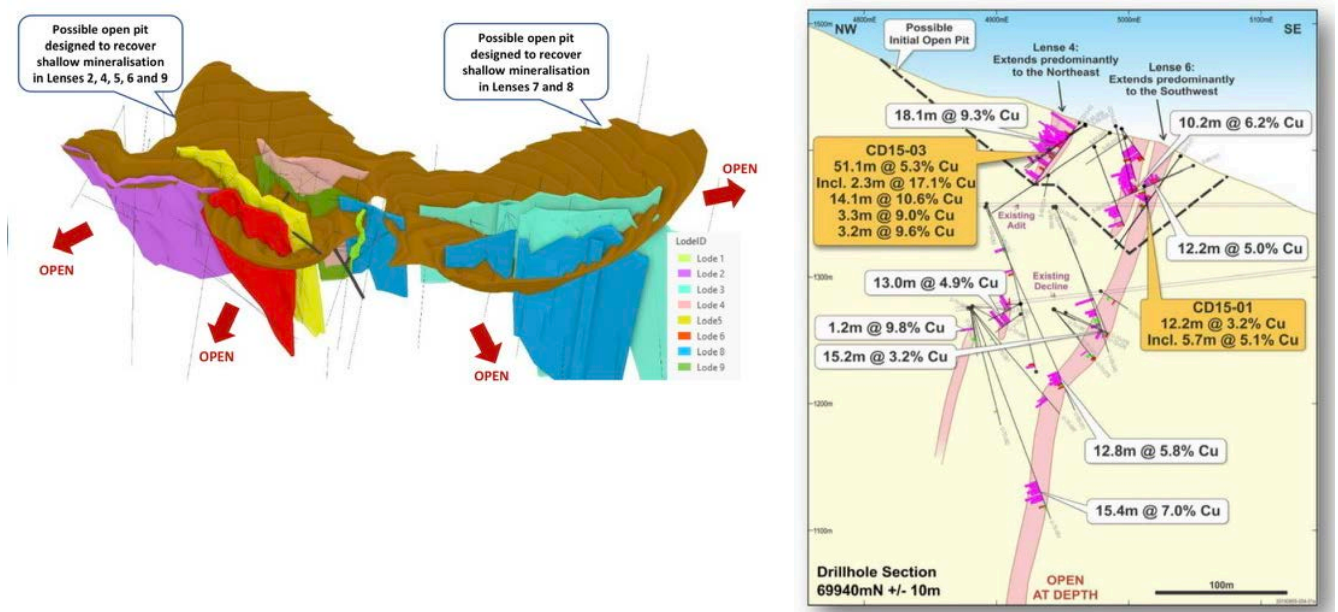 Possible open pit
designed to recover
shallow mineralisation
in Lenses 2, 4, 5, 6 and 9
Possible open pit
designed to recover
shallow mineralisation
in Lenses 7 and 8
OPEN
OPEN
OPEN
OPEN
LodeID
Lode 1
Lode 2
Lode 3
Lode 4
Lode5
Lode 6
Lode 8
Lode 9
4800mE
4900mE
5000mE
5100mE
NW
SE
Possible
Initial Open Pit
Lense 4:
Extends predominantly
to the Northeast
Lense 6:
Extends predominantly
to the Southwest
18.1m @ 9.3% Cu
10.2m @ 6.2% Cu
CD15-03
51.1m @ 5.3% Cu
Incl. 2.3m @ 17.1% Cu
14.1m @ 10.6% Cu
3.3m @ 9.0% Cu
3.2m @ 9.6% Cu
Existing
Adit
12.2m @ 5.0% Cu
1300m
Existing
Decline
13.0m @ 4.9% Cu
CD15-01
12.2m @ 3.2% Cu
Incl. 5.7m @ 5.1% Cu
1.2m @ 9.8% Cu
15.2m @ 3.2% Cu
1200m
12.8m @ 5.8% Cu
15.4m @ 7.0% Cu
1100m
Drillhole Section
69940mN +/- 10m
OPEN
AT DEPTH
100m